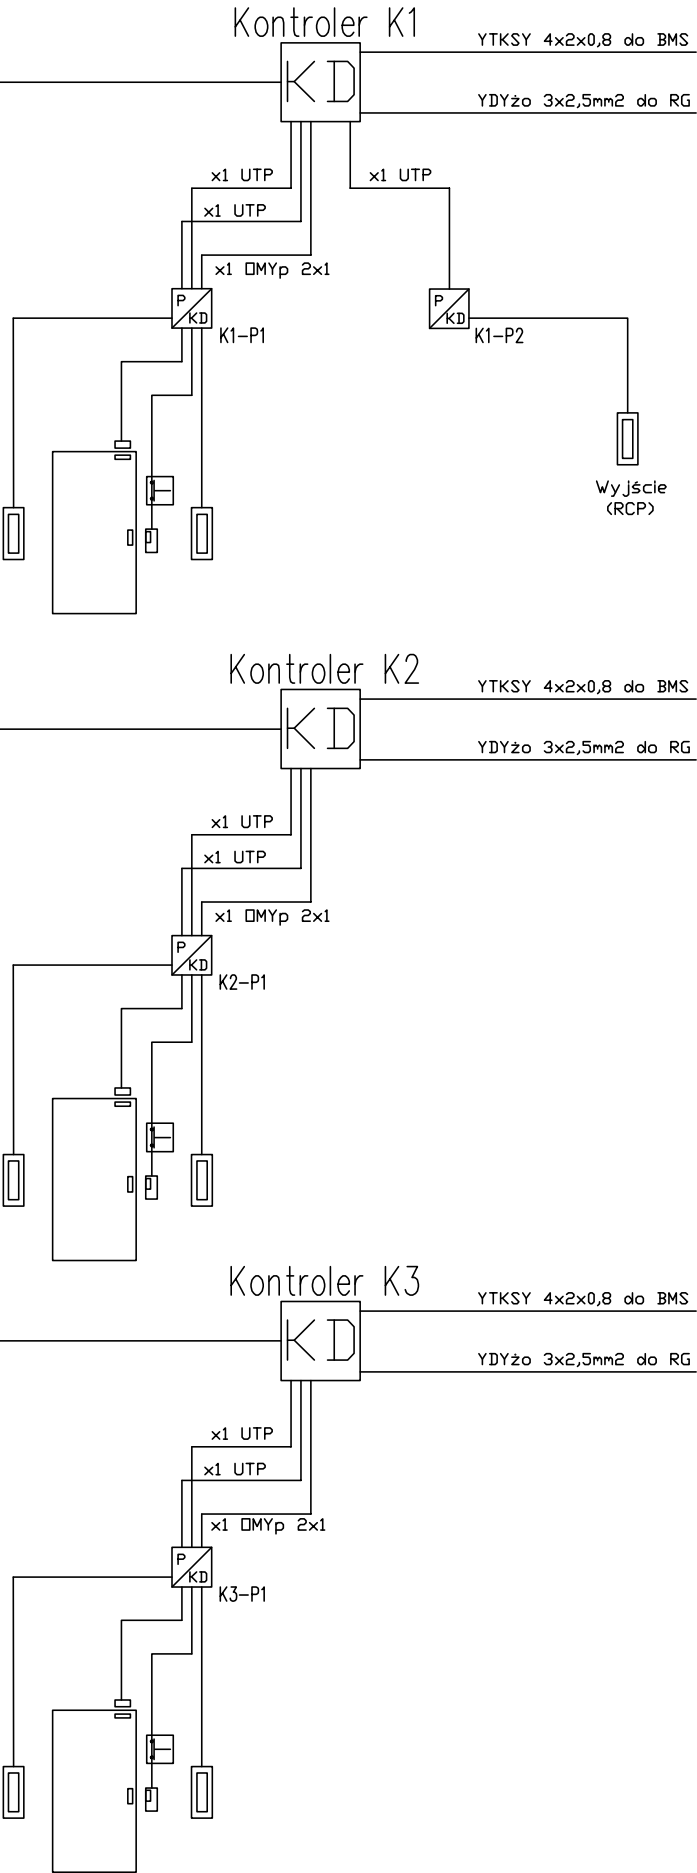 Kontroler K1
YTKSY 4x2x0,8 do BMS
KD
YDYżo 3x2,5mm2 do RG
x1 UTP
x1 UTP
x1 UTP
x1 OMYp 2x1
P
KD
K1-P1
P
KD
K1-P2
Wyjście
(RCP)
Kontroler K2
YTKSY 4x2x0,8 do BMS
KD
YDYżo 3x2,5mm2 do RG
x1 UTP
x1 UTP
x1 OMYp 2x1
P
KD
K2-P1
Kontroler K3
YTKSY 4x2x0,8 do BMS
KD
YDYżo 3x2,5mm2 do RG
x1 UTP
x1 UTP
x1 OMYp 2x1
P
KD
K3-P1